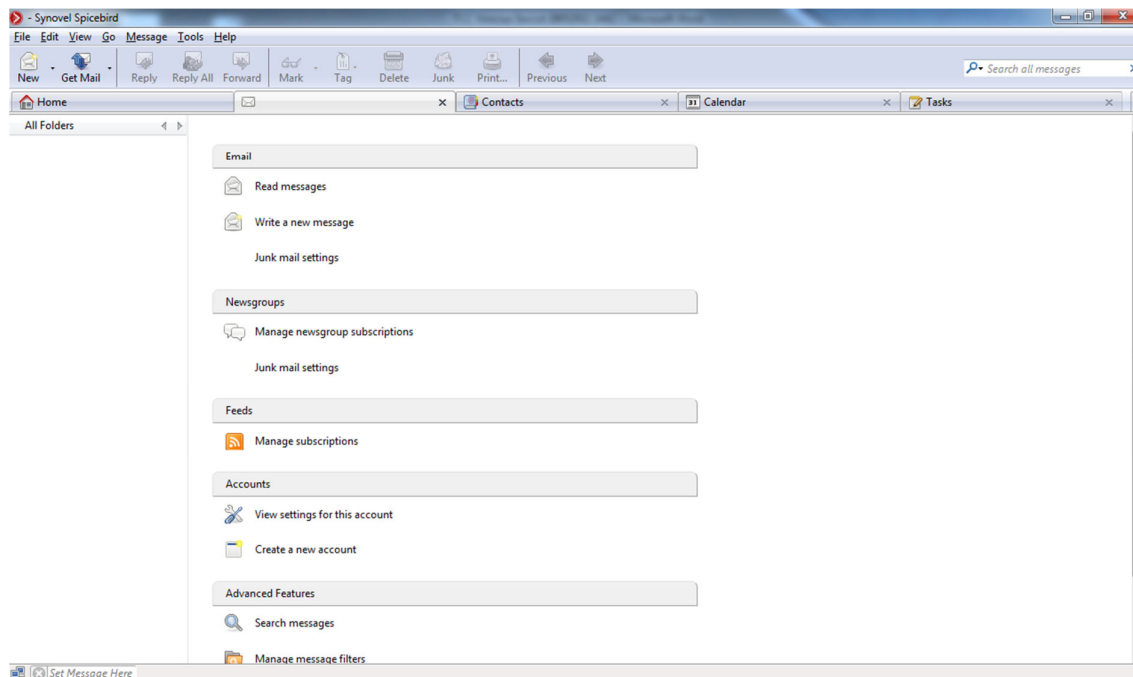 - Synovel Spicebird
File Edit View Go Message Tools Help
New Get Mail Reply Reply All Forward Mark Tag Delete Junk Print... Previous Next Search all messages
Home Contacts Calendar Tasks
All Folders
Email
Read messages
Write a new message
Junk mail settings
Newsgroups
Manage newsgroup subscriptions
Junk mail settings
Feeds
Manage subscriptions
Accounts
View settings for this account
Create a new account
Advanced Features
Search messages
Manage message filters
Set Message Here